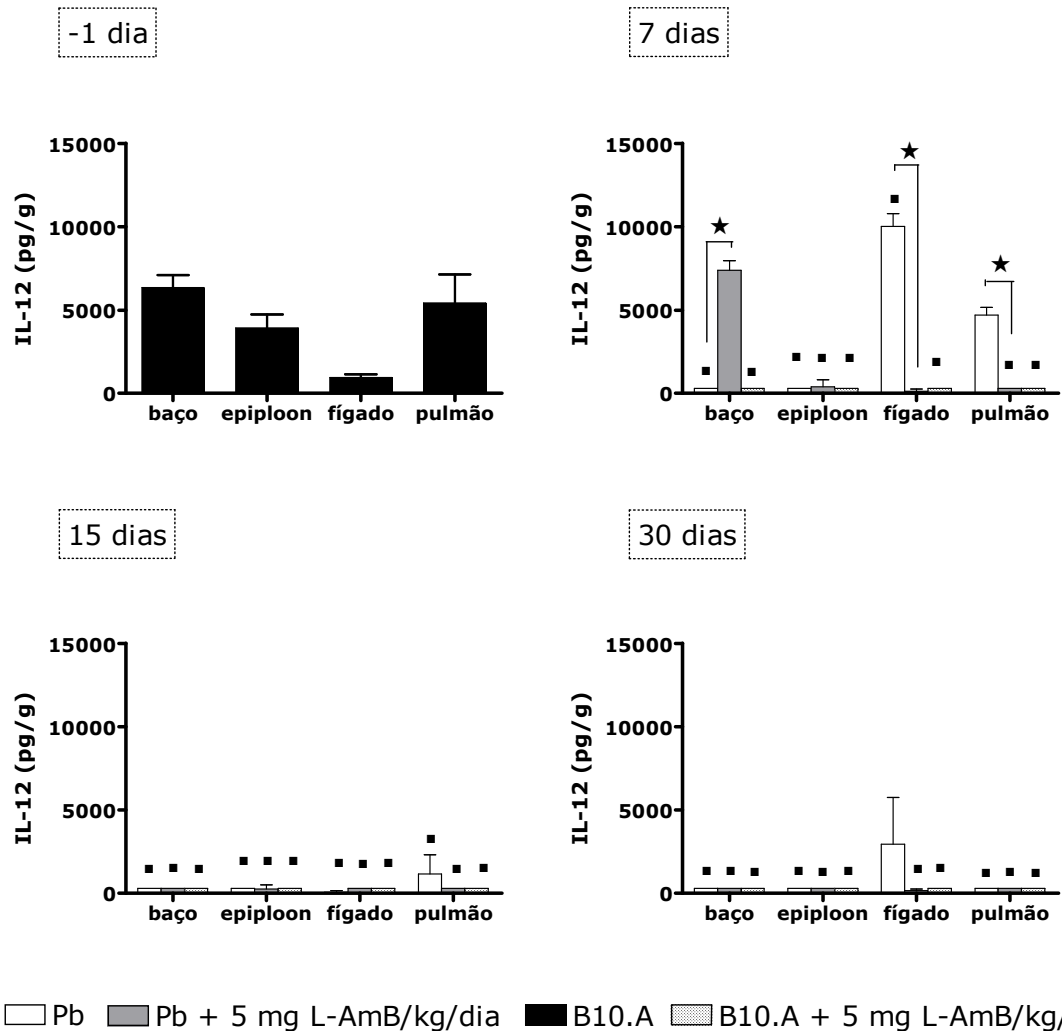 -1 dia
7 dias
IL-12 (pg/g)
15000
10000
5000
0
baço epiploon fígado pulmão
IL-12 (pg/g)
15000
10000
5000
0
baço epiploon fígado pulmão
15 dias
30 dias
IL-12 (pg/g)
15000
10000
5000
0
baço epiploon fígado pulmão
IL-12 (pg/g)
15000
10000
5000
0
baço epiploon fígado pulmão
Pb Pb + 5 mg L-AmB/kg/dia B10.A B10.A + 5 mg L-AmB/kg